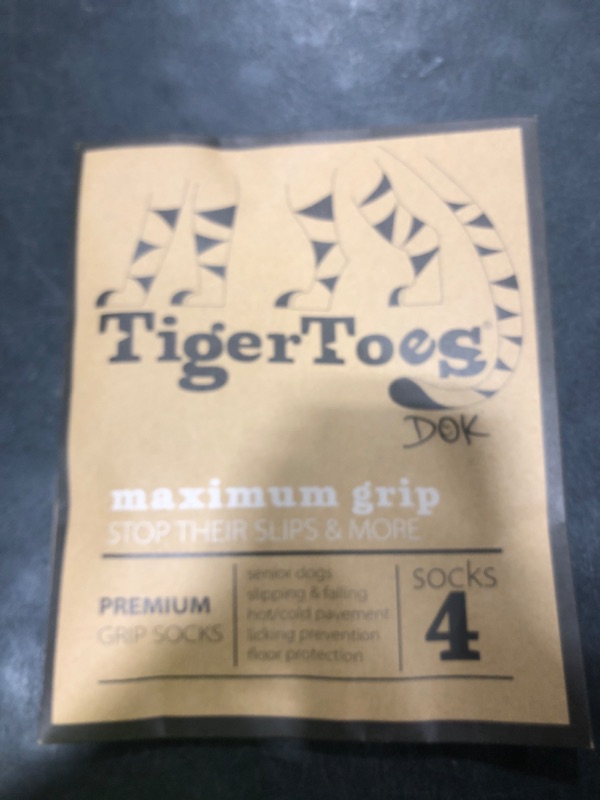 TigerToes®
DOK
maximum grip
STOP THEIR SLIPS & MORE
PREMIUM
GRIP SOCKS
senior dogs
slipping & falling
hot/cold pavement
licking prevention
floor protection
SOCKS
4